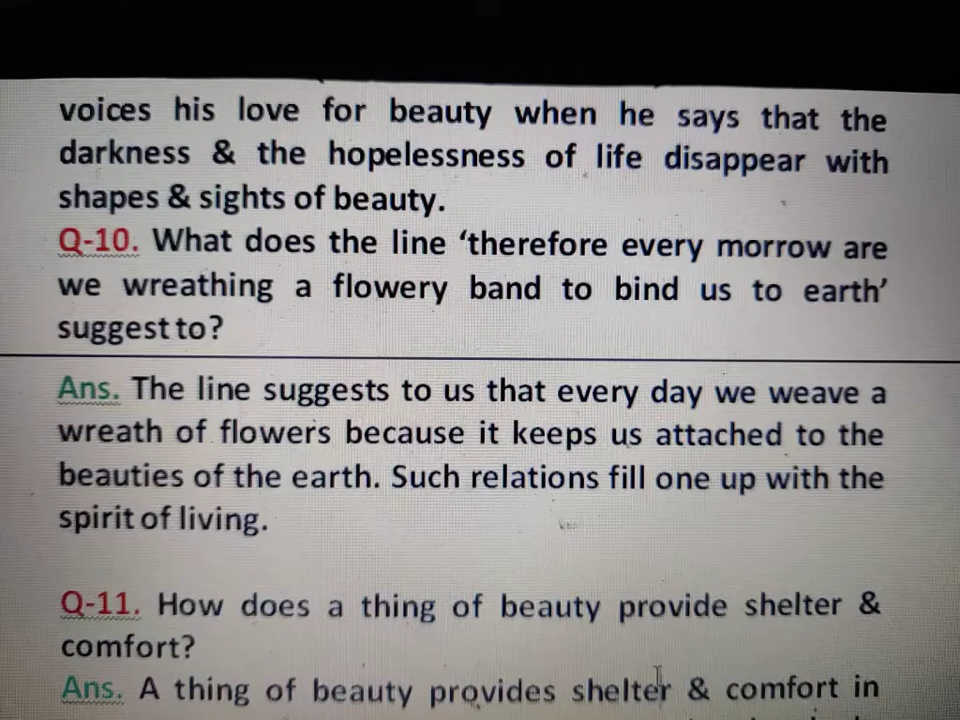 voices his love for beauty when he says that the
darkness & the hopelessness of life disappear with
shapes & sights of beauty.
Q-10. What does the line ‘therefore every morrow are
we wreathing a flowery band to bind us to earth’
suggest to?
Ans. The line suggests to us that every day we weave a
wreath of flowers because it keeps us attached to the
beauties of the earth. Such relations fill one up with the
spirit of living.
Q-11. How does a thing of beauty provide shelter &
comfort?
Ans. A thing of beauty provides shelter & comfort in